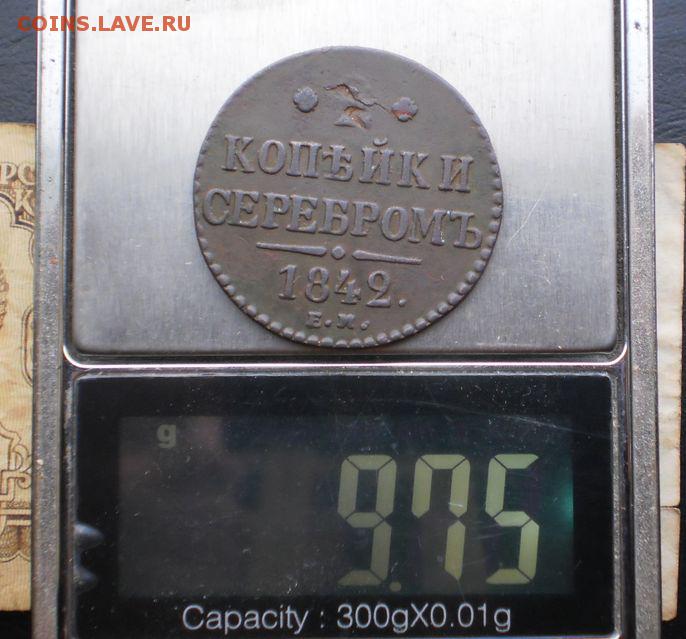 COINS.LAVE.RU
2
КОПѢЙКИ
СЕРЕБРОМЪ
1842.
Е.М.
g
9.75
Capacity : 300gX0.01g